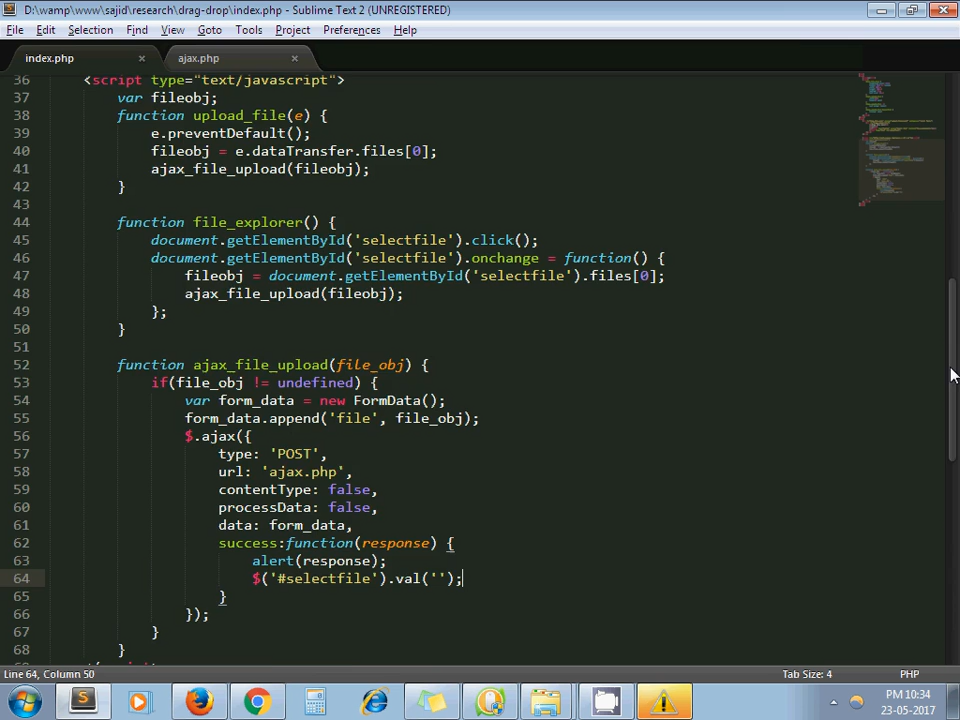 D:\wamp\www\sajid\research\drag-drop\index.php - Sublime Text 2 (UNREGISTERED)
File Edit Selection Find View Goto Tools Project Preferences Help
index.php × ajax.php ×
36 <script type="text/javascript">
37 var fileobj;
38 function upload_file(e) {
39 e.preventDefault();
40 fileobj = e.dataTransfer.files[0];
41 ajax_file_upload(fileobj);
42 }
43
44 function file_explorer() {
45 document.getElementById('selectfile').click();
46 document.getElementById('selectfile').onchange = function() {
47 fileobj = document.getElementById('selectfile').files[0];
48 ajax_file_upload(fileobj);
49 };
50 }
51
52 function ajax_file_upload(file_obj) {
53 if(file_obj != undefined) {
54 var form_data = new FormData();
55 form_data.append('file', file_obj);
56 $.ajax({
57 type: 'POST',
58 url: 'ajax.php',
59 contentType: false,
60 processData: false,
61 data: form_data,
62 success:function(response) {
63 alert(response);
64 $('#selectfile').val('');
65 }
66 });
67 }
68 }
Line 64, Column 50 Tab Size: 4 PHP
PM 10:34
23-05-2017